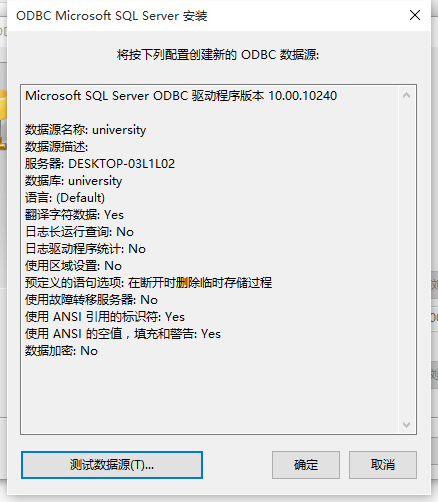 ODBC Microsoft SQL Server 安装
将按下列配置创建新的 ODBC 数据源:
Microsoft SQL Server ODBC 驱动程序版本 10.00.10240
数据源名称: university
数据源描述:
服务器: DESKTOP-03L1L02
数据库: university
语言: (Default)
翻译字符数据: Yes
日志长运行查询: No
日志驱动程序统计: No
使用区域设置: No
预定义的语句选项: 在断开时删除临时存储过程
使用故障转移服务器: No
使用 ANSI 引用的标识符: Yes
使用 ANSI 的空值，填充和警告: Yes
数据加密: No
测试数据源(T)... 确定 取消